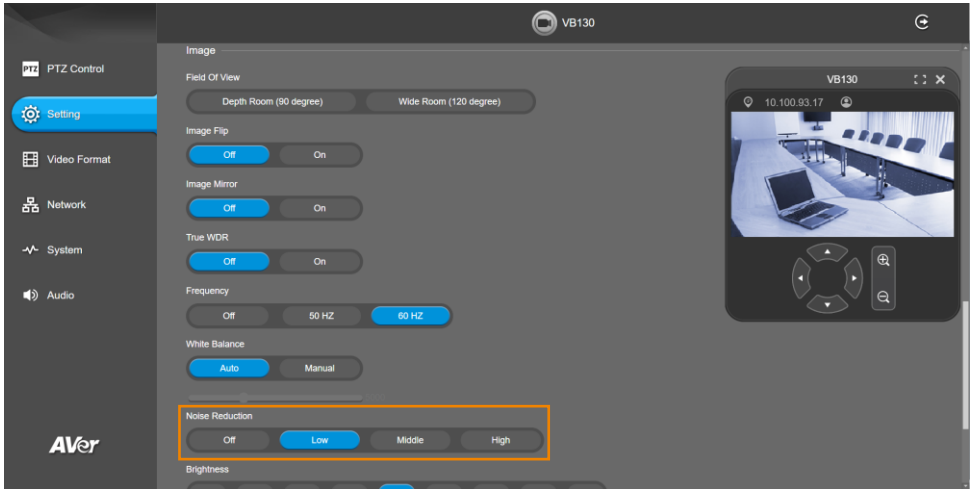 VB130
PTZ PTZ Control
Setting
Video Format
Network
System
Audio
AVer
Image
Field Of View
Depth Room (90 degree) Wide Room (120 degree)
Image Flip
Off On
Image Mirror
Off On
True WDR
Off On
Frequency
Off 50 HZ 60 HZ
White Balance
Auto Manual
Noise Reduction
Off Low Middle High
Brightness
VB130
10.100.93.17